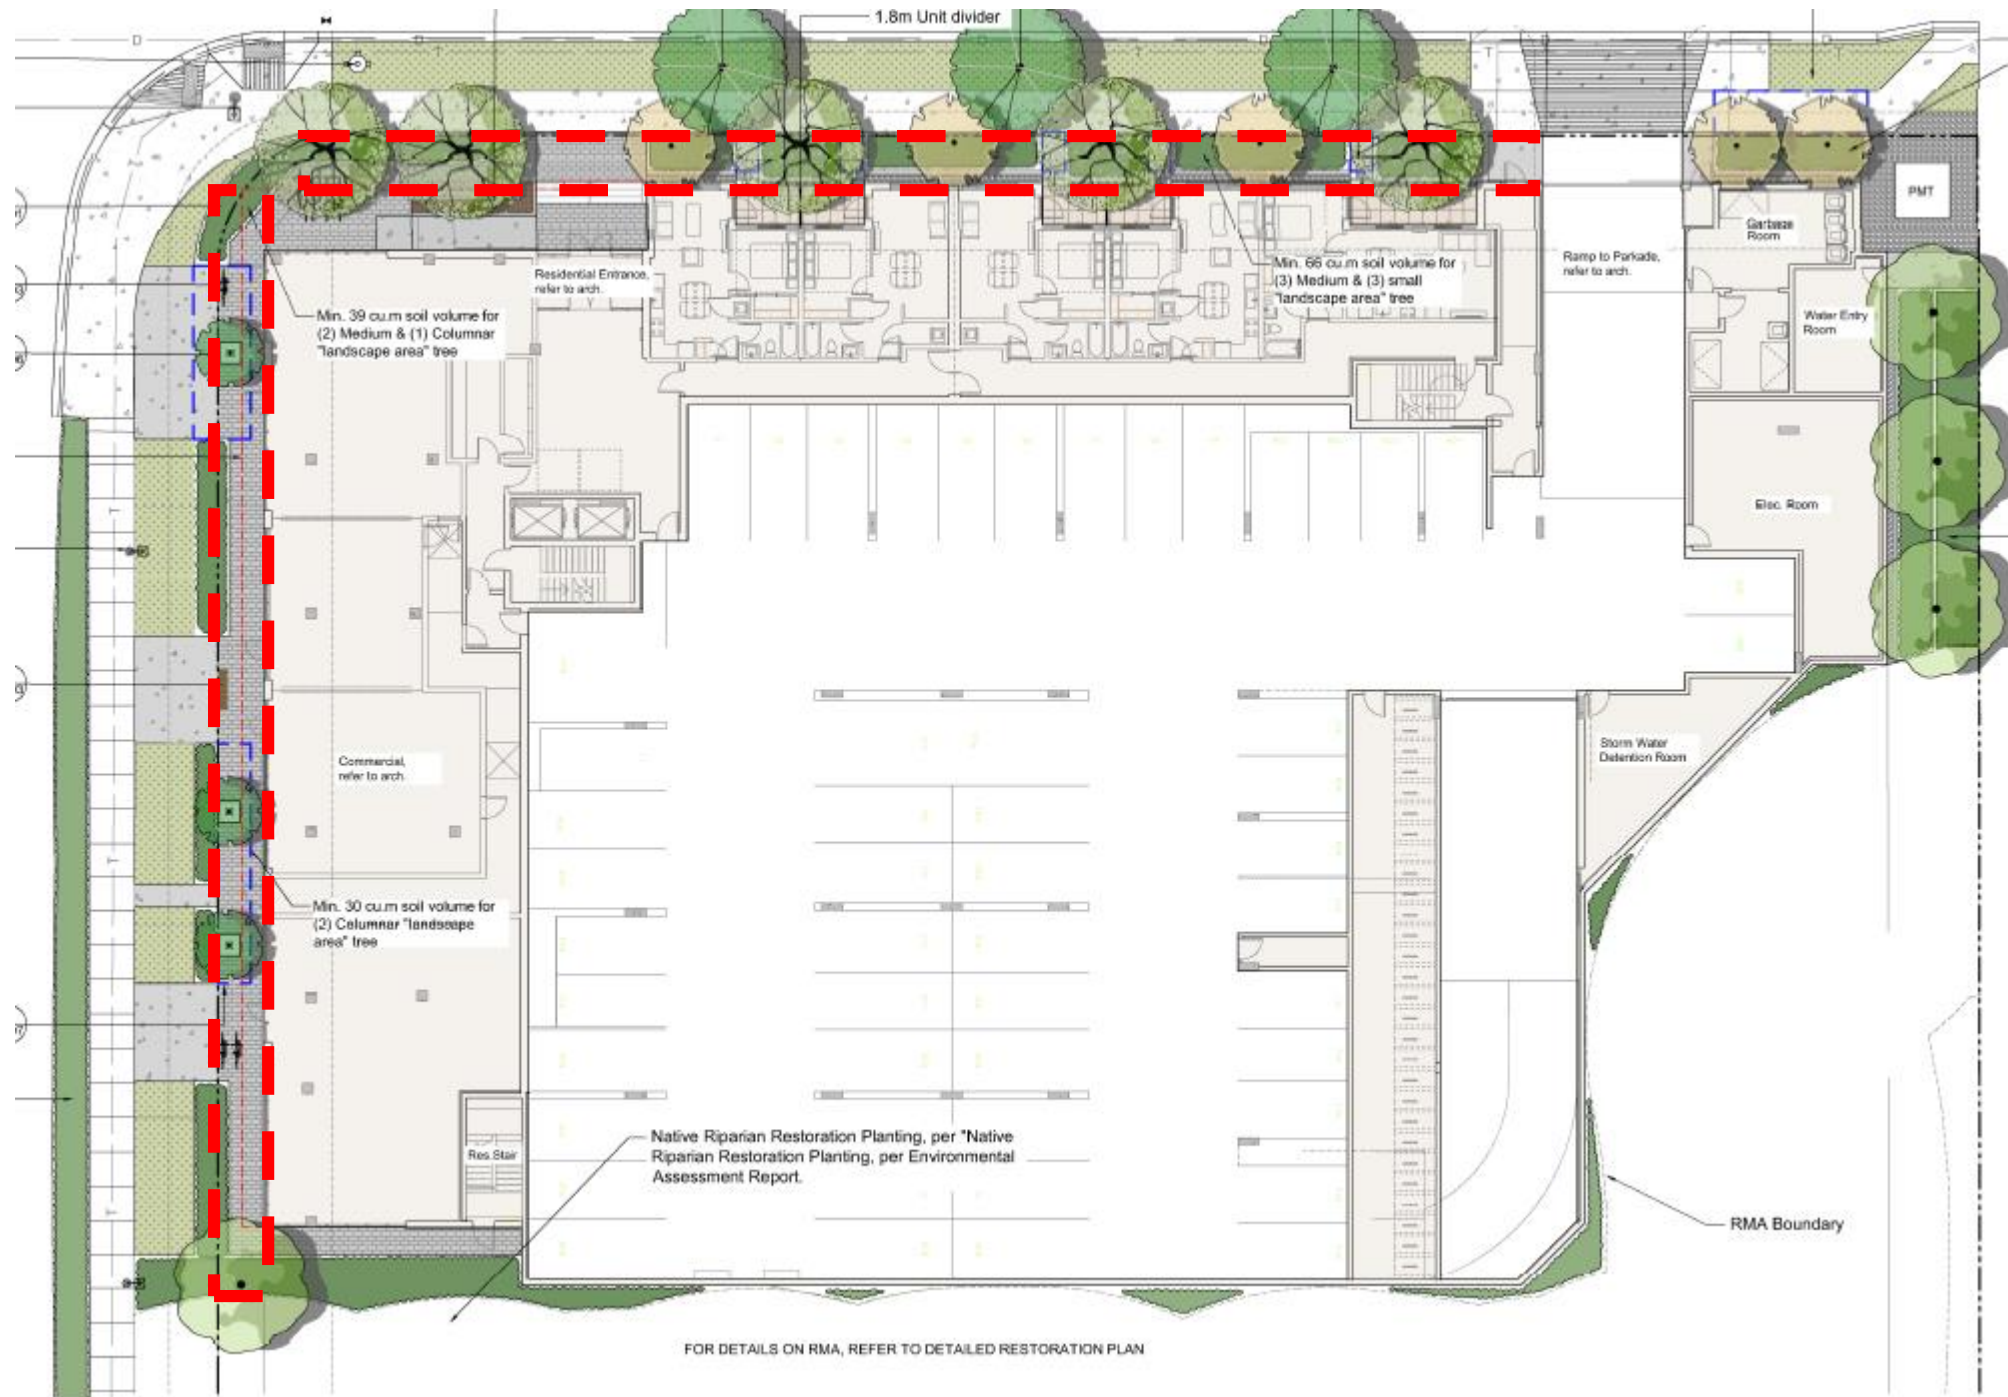 1.8m Unit divider
PMT
Garbage
Room
Residential Entrance,
refer to arch.
Min. 66 cu.m soil volume for
(3) Medium & (3) small
"landscape area" tree
Ramp to Parkade,
refer to arch.
Min. 39 cu.m soil volume for
(2) Medium & (1) Columnar
"landscape area" tree
Water Entry
Room
Elec. Room
Commercial,
refer to arch.
Storm Water
Detention Room
Min. 30 cu.m soil volume for
(2) Columnar "landscape
area" tree
Native Riparian Restoration Planting, per "Native
Riparian Restoration Planting, per Environmental
Assessment Report.
Res.Stair
RMA Boundary
FOR DETAILS ON RMA, REFER TO DETAILED RESTORATION PLAN